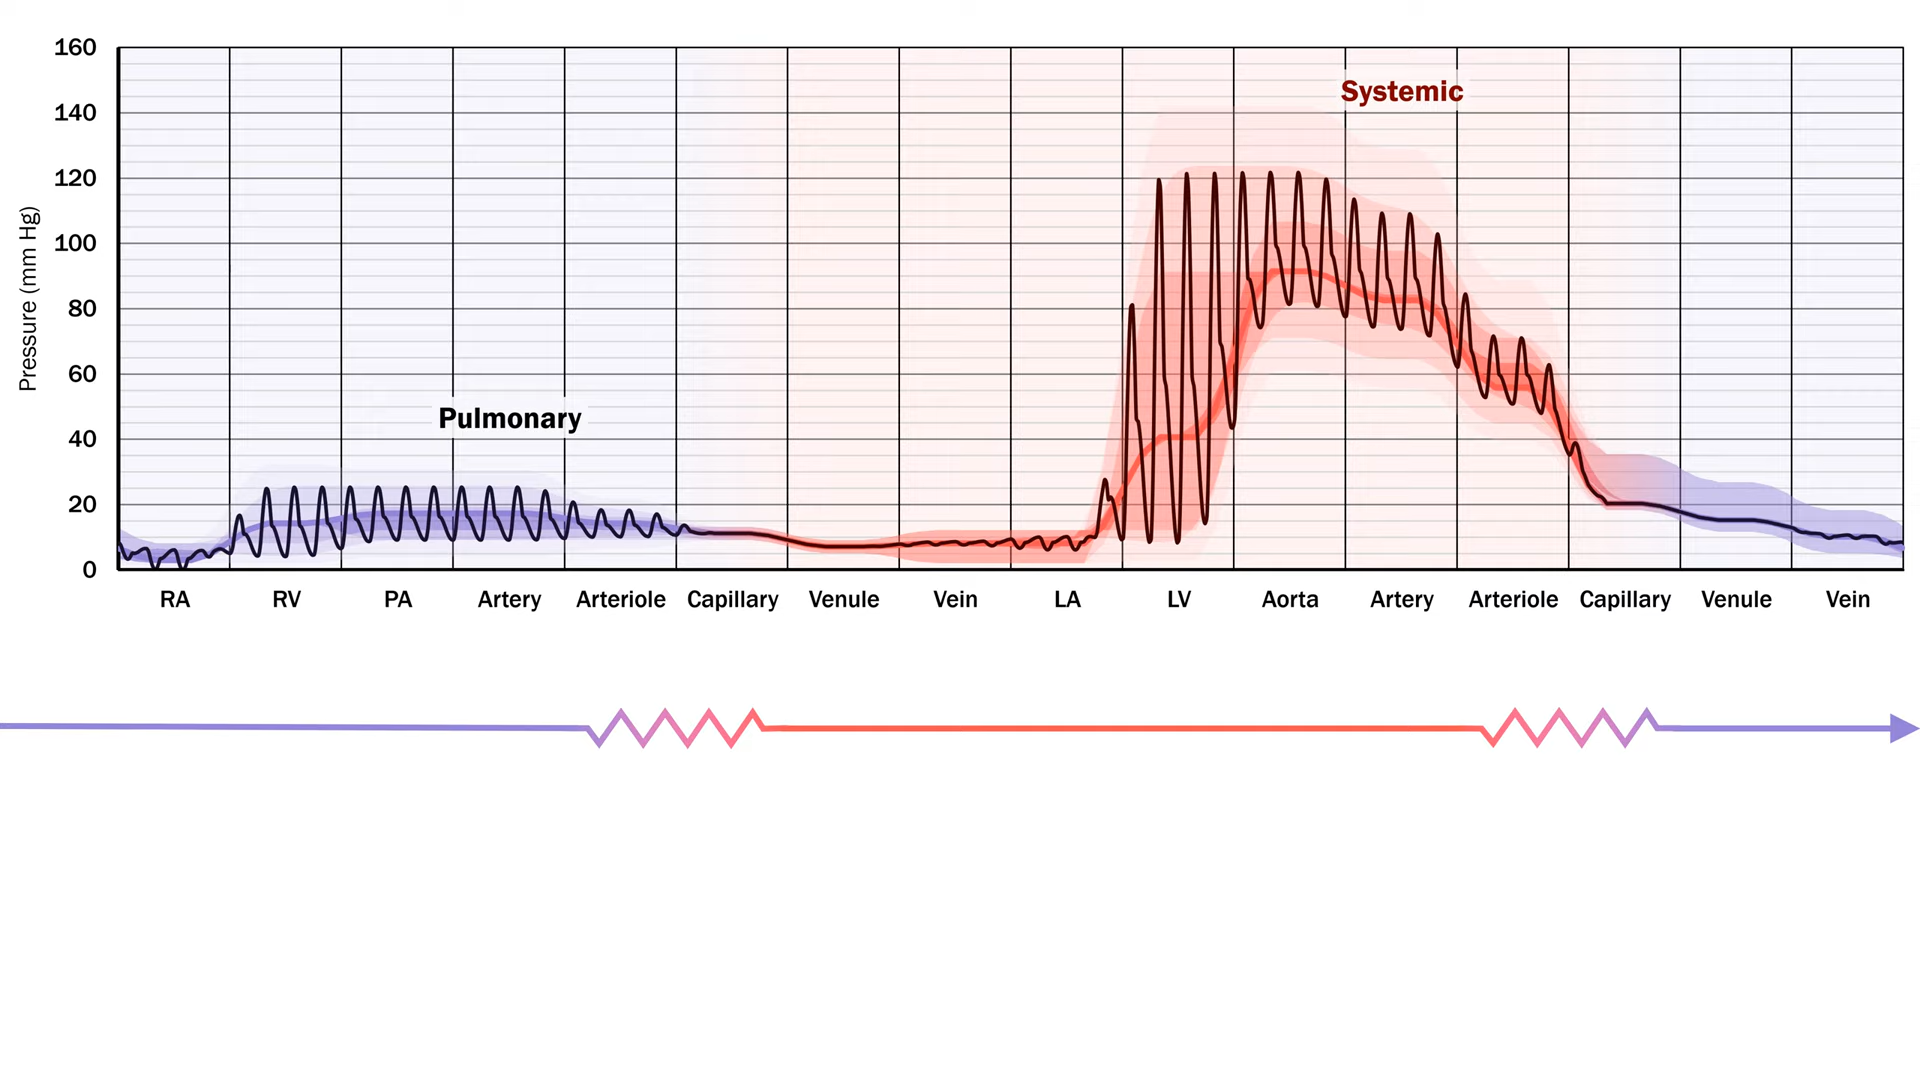 160
140
120
100
80
60
40
20
0
Pressure (mm Hg)
Systemic
Pulmonary
RA RV PA Artery Arteriole Capillary Venule Vein LA LV Aorta Artery Arteriole Capillary Venule Vein